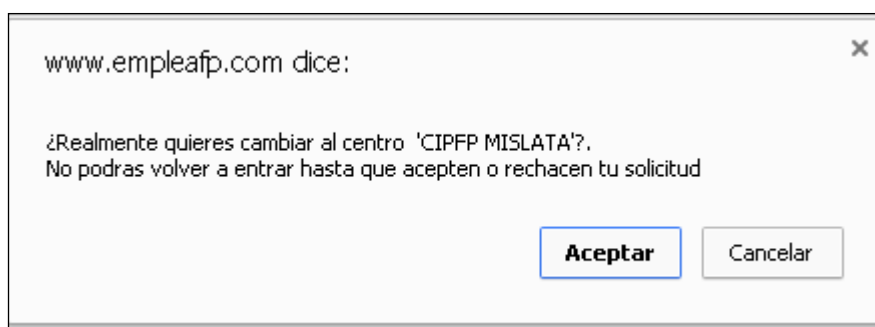 www.empleafp.com dice:
¿Realmente quieres cambiar al centro 'CIPFP MISLATA'?.
No podras volver a entrar hasta que acepten o rechacen tu solicitud
Aceptar
Cancelar